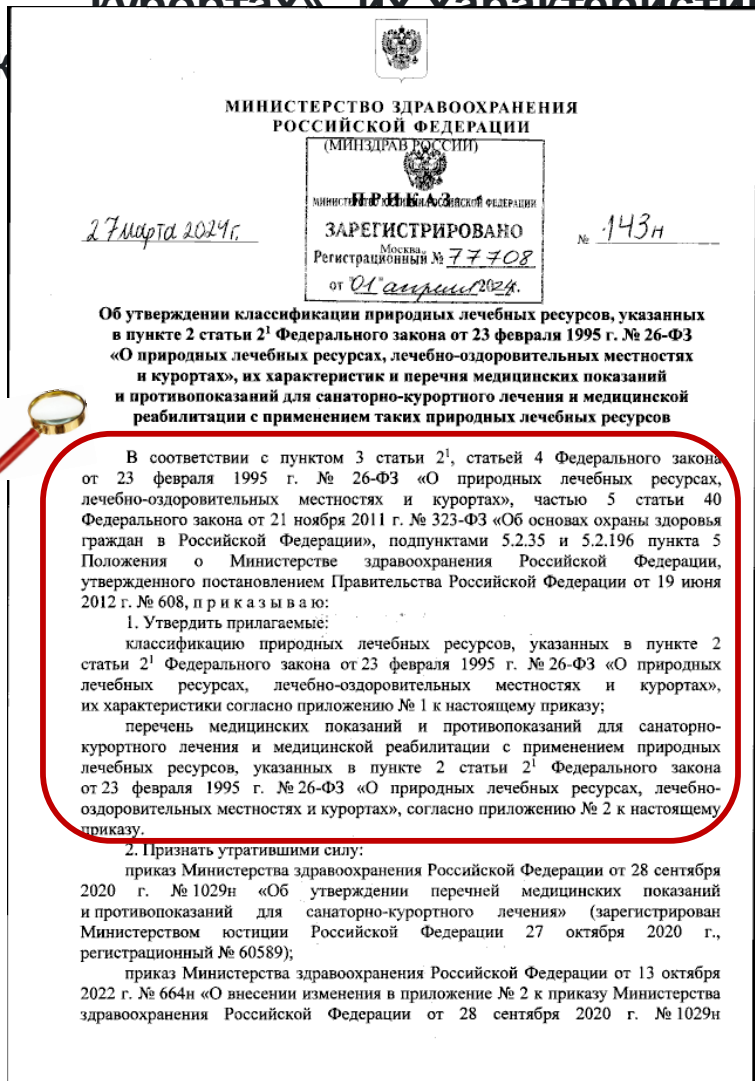 курортах», их характеристи
МИНИСТЕРСТВО ЗДРАВООХРАНЕНИЯ
РОССИЙСКОЙ ФЕДЕРАЦИИ
(МИНЗДРАВ РОССИИ)
МИНИСТЕРСТВО ЮСТИЦИИ РОССИЙСКОЙ ФЕДЕРАЦИИ
ПРИКАЗ
27 марта 2024 г.
ЗАРЕГИСТРИРОВАНО
№ 143н
Москва
Регистрационный № 77708
от "01" апреля 2024.
Об утверждении классификации природных лечебных ресурсов, указанных
в пункте 2 статьи 2¹ Федерального закона от 23 февраля 1995 г. № 26-ФЗ
«О природных лечебных ресурсах, лечебно-оздоровительных местностях
и курортах», их характеристик и перечня медицинских показаний
и противопоказаний для санаторно-курортного лечения и медицинской
реабилитации с применением таких природных лечебных ресурсов
В соответствии с пунктом 3 статьи 2¹, статьей 4 Федерального закона
от 23 февраля 1995 г. № 26-ФЗ «О природных лечебных ресурсах,
лечебно-оздоровительных местностях и курортах», частью 5 статьи 40
Федерального закона от 21 ноября 2011 г. № 323-ФЗ «Об основах охраны здоровья
граждан в Российской Федерации», подпунктами 5.2.35 и 5.2.196 пункта 5
Положения о Министерстве здравоохранения Российской Федерации,
утвержденного постановлением Правительства Российской Федерации от 19 июня
2012 г. № 608, п р и к а з ы в а ю:
1. Утвердить прилагаемые:
классификацию природных лечебных ресурсов, указанных в пункте 2
статьи 2¹ Федерального закона от 23 февраля 1995 г. № 26-ФЗ «О природных
лечебных ресурсах, лечебно-оздоровительных местностях и курортах»,
их характеристики согласно приложению № 1 к настоящему приказу;
перечень медицинских показаний и противопоказаний для санаторно-
курортного лечения и медицинской реабилитации с применением природных
лечебных ресурсов, указанных в пункте 2 статьи 2¹ Федерального закона
от 23 февраля 1995 г. № 26-ФЗ «О природных лечебных ресурсах, лечебно-
оздоровительных местностях и курортах», согласно приложению № 2 к настоящему
приказу.
2. Признать утратившими силу:
приказ Министерства здравоохранения Российской Федерации от 28 сентября
2020 г. № 1029н «Об утверждении перечней медицинских показаний
и противопоказаний для санаторно-курортного лечения» (зарегистрирован
Министерством юстиции Российской Федерации 27 октября 2020 г.,
регистрационный № 60589);
приказ Министерства здравоохранения Российской Федерации от 13 октября
2022 г. № 664н «О внесении изменения в приложение № 2 к приказу Министерства
здравоохранения Российской Федерации от 28 сентября 2020 г. № 1029н